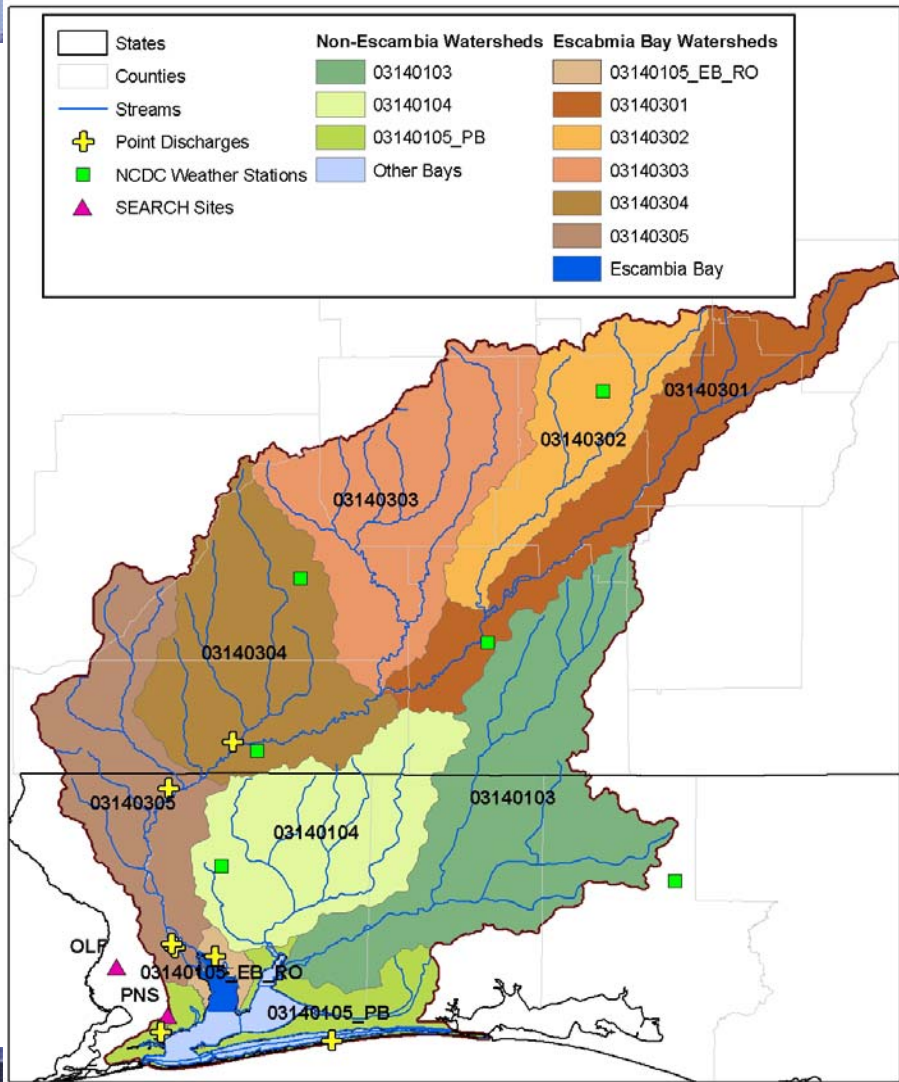 States
Counties
Streams
Point Discharges
NCDC Weather Stations
SEARCH Sites
Non-Escambia Watersheds
03140103
03140104
03140105_PB
Other Bays
Escabmia Bay Watersheds
03140105_EB_RO
03140301
03140302
03140303
03140304
03140305
Escambia Bay
03140301
03140302
03140303
03140304
03140305
03140103
03140104
OLF
03140105_EB_RO
PNS
03140105_PB